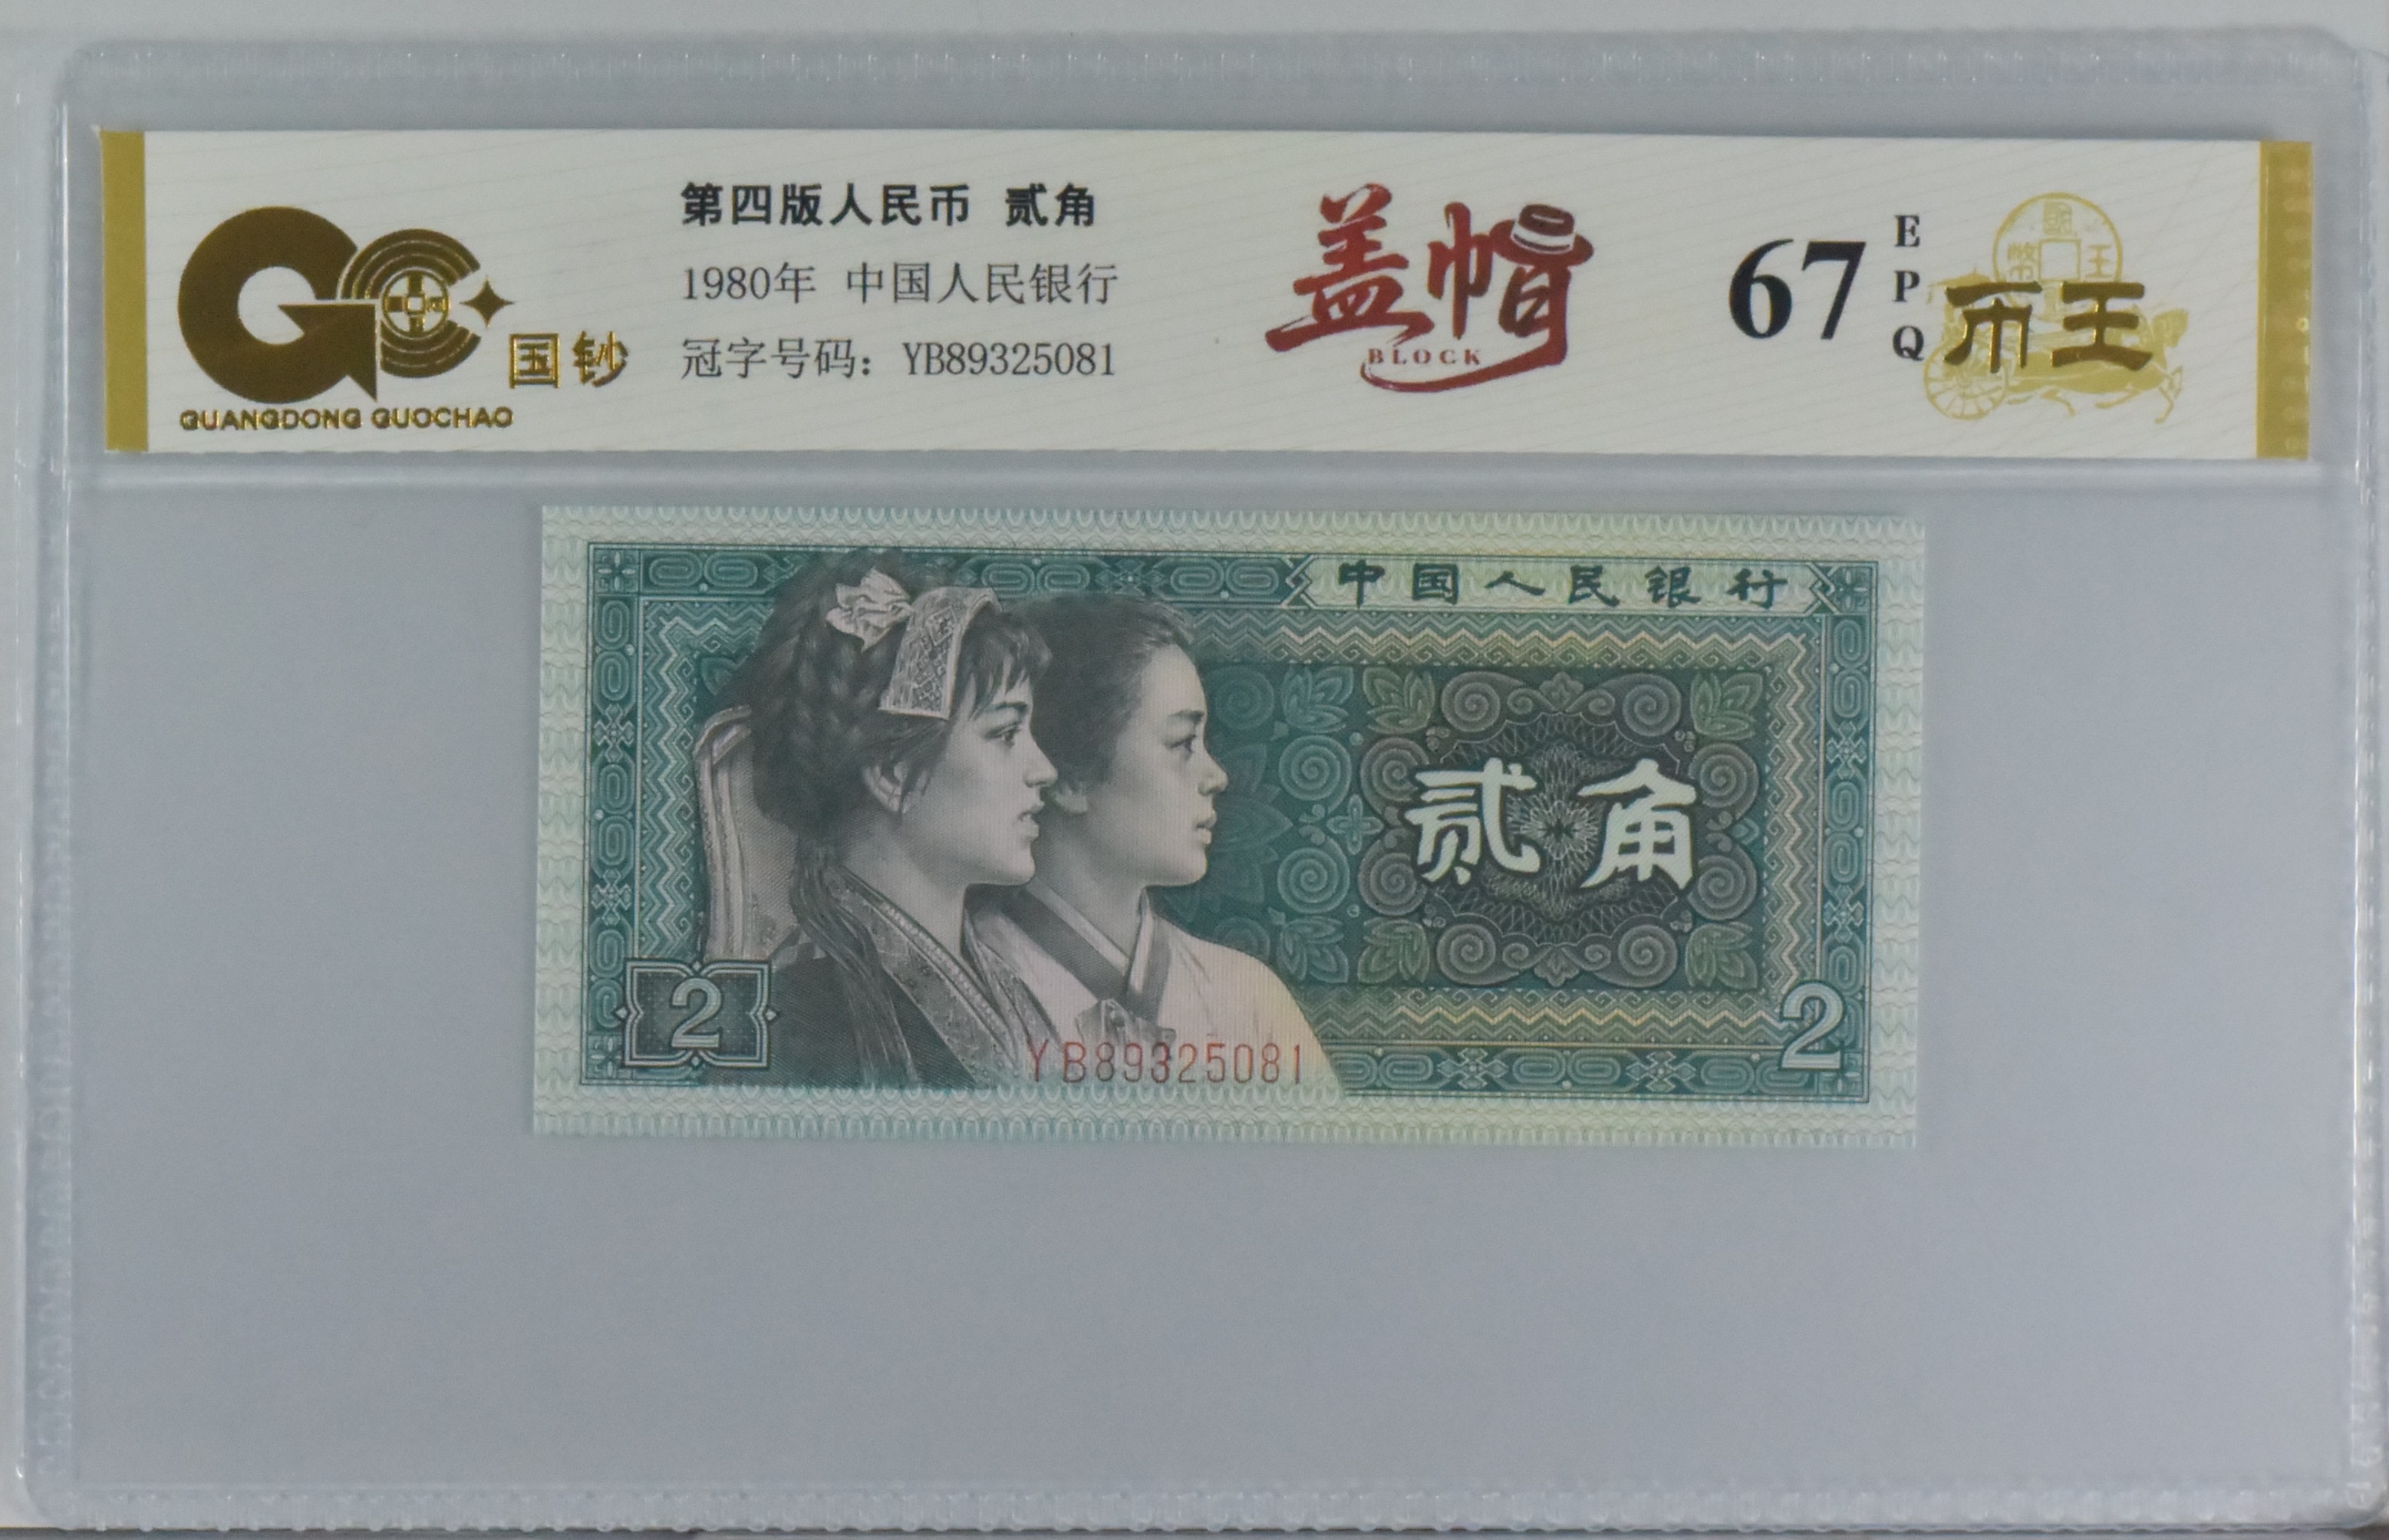 第四版人民币 贰角
1980年 中国人民银行
冠字号码：YB89325081
国钞
GUANGDONG GUOCHAO
盖帽
BLOCK
67
EPQ
币王
中国人民银行
贰角
2
2
YB89325081